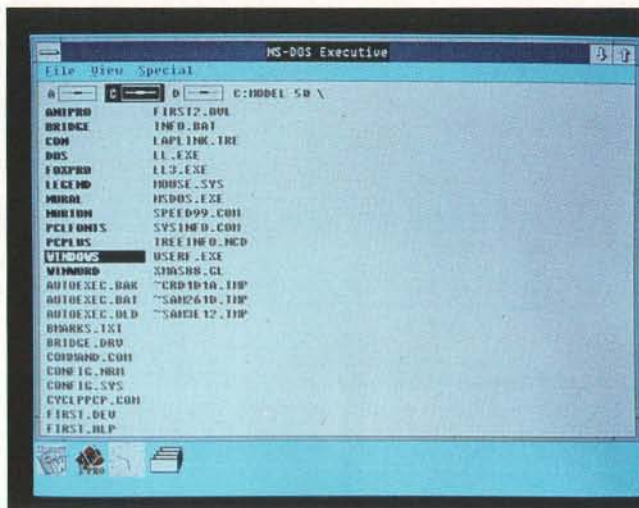 MS-DOS Executive
File View Special
A C D C:MODEL 50 \
AMIPRO FIRST2.OVL
BRIDGE INFO.BAT
COM LAPLINK.TRE
DOS LL.EXE
FOXPRO LL3.EXE
LEGEND MOUSE.SYS
MURAL MSDOS.EXE
NORTON SPEED99.COM
PCLFONTS SYSINFO.COM
PCPLUS TREEINFO.NCD
WINDOWS USERF.EXE
WINWORD XMAS88.GL
AUTOEXEC.BAK ~CRD1D1A.TMP
AUTOEXEC.BAT ~SAM261D.TMP
AUTOEXEC.OLD ~SAM3E12.TMP
BMARKS.TXT
BRIDGE.DRV
COMMAND.COM
CONFIG.NRM
CONFIG.SYS
CYCLPPCP.COM
FIRST.DEV
FIRST.HLP